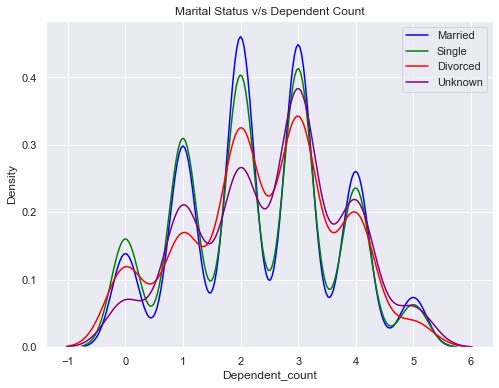 Marital Status v/s Dependent Count
Married
Single
Divorced
Unknown
Density
0.4
0.3
0.2
0.1
0.0
−1
0
1
2
3
4
5
6
Dependent_count